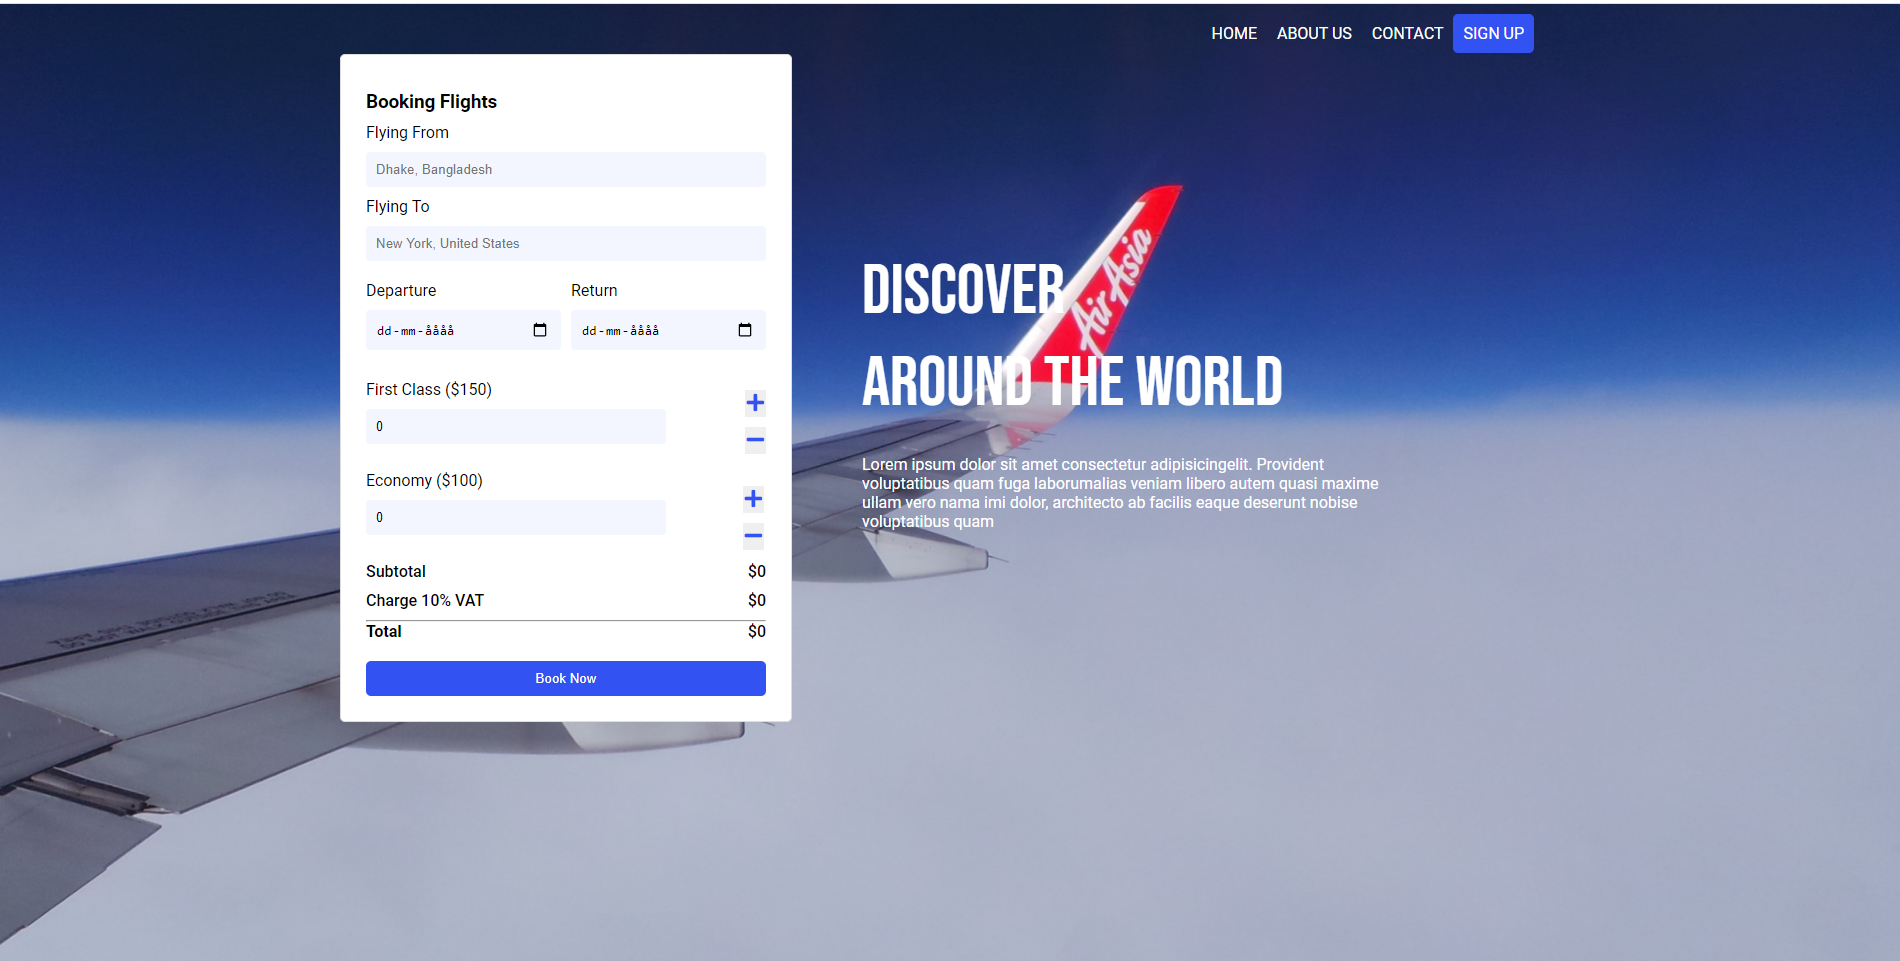 HOME ABOUT US CONTACT SIGN UP
Booking Flights
Flying From
Dhake, Bangladesh
Flying To
New York, United States
Departure Return
dd-mm-åååå dd-mm-åååå
First Class ($150)
0
Economy ($100)
0
Subtotal $0
Charge 10% VAT $0
Total $0
Book Now
AirAsia
DISCOVER
AROUND THE WORLD
Lorem ipsum dolor sit amet consectetur adipisicingelit. Provident
voluptatibus quam fuga laborumalias veniam libero autem quasi maxime
ullam vero nama imi dolor, architecto ab facilis eaque deserunt nobise
voluptatibus quam